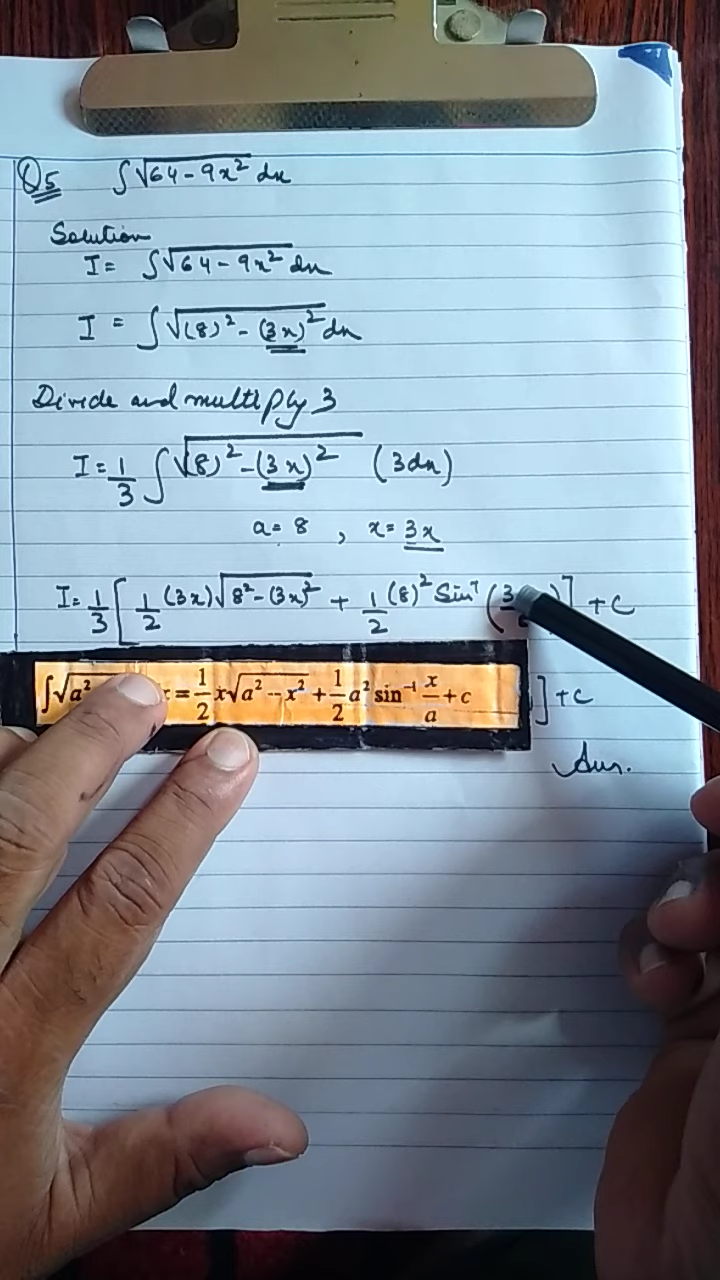 Q5 ∫√64-9x² dx
Solution
I = ∫√64-9x² dx
I = ∫√(8)²-(3x)² dx
Divide and multiply 3
I = 1/3 ∫√(8)²-(3x)² (3dx)
a = 8 , x = 3x
I = 1/3 [ 1/2 (3x)√8²-(3x)² + 1/2 (8)² Sin⁻¹ (3 )] + c
∫√a² = 1/2 x√a²-x² + 1/2 a² sin⁻¹ x/a + c ] + c
Ans.